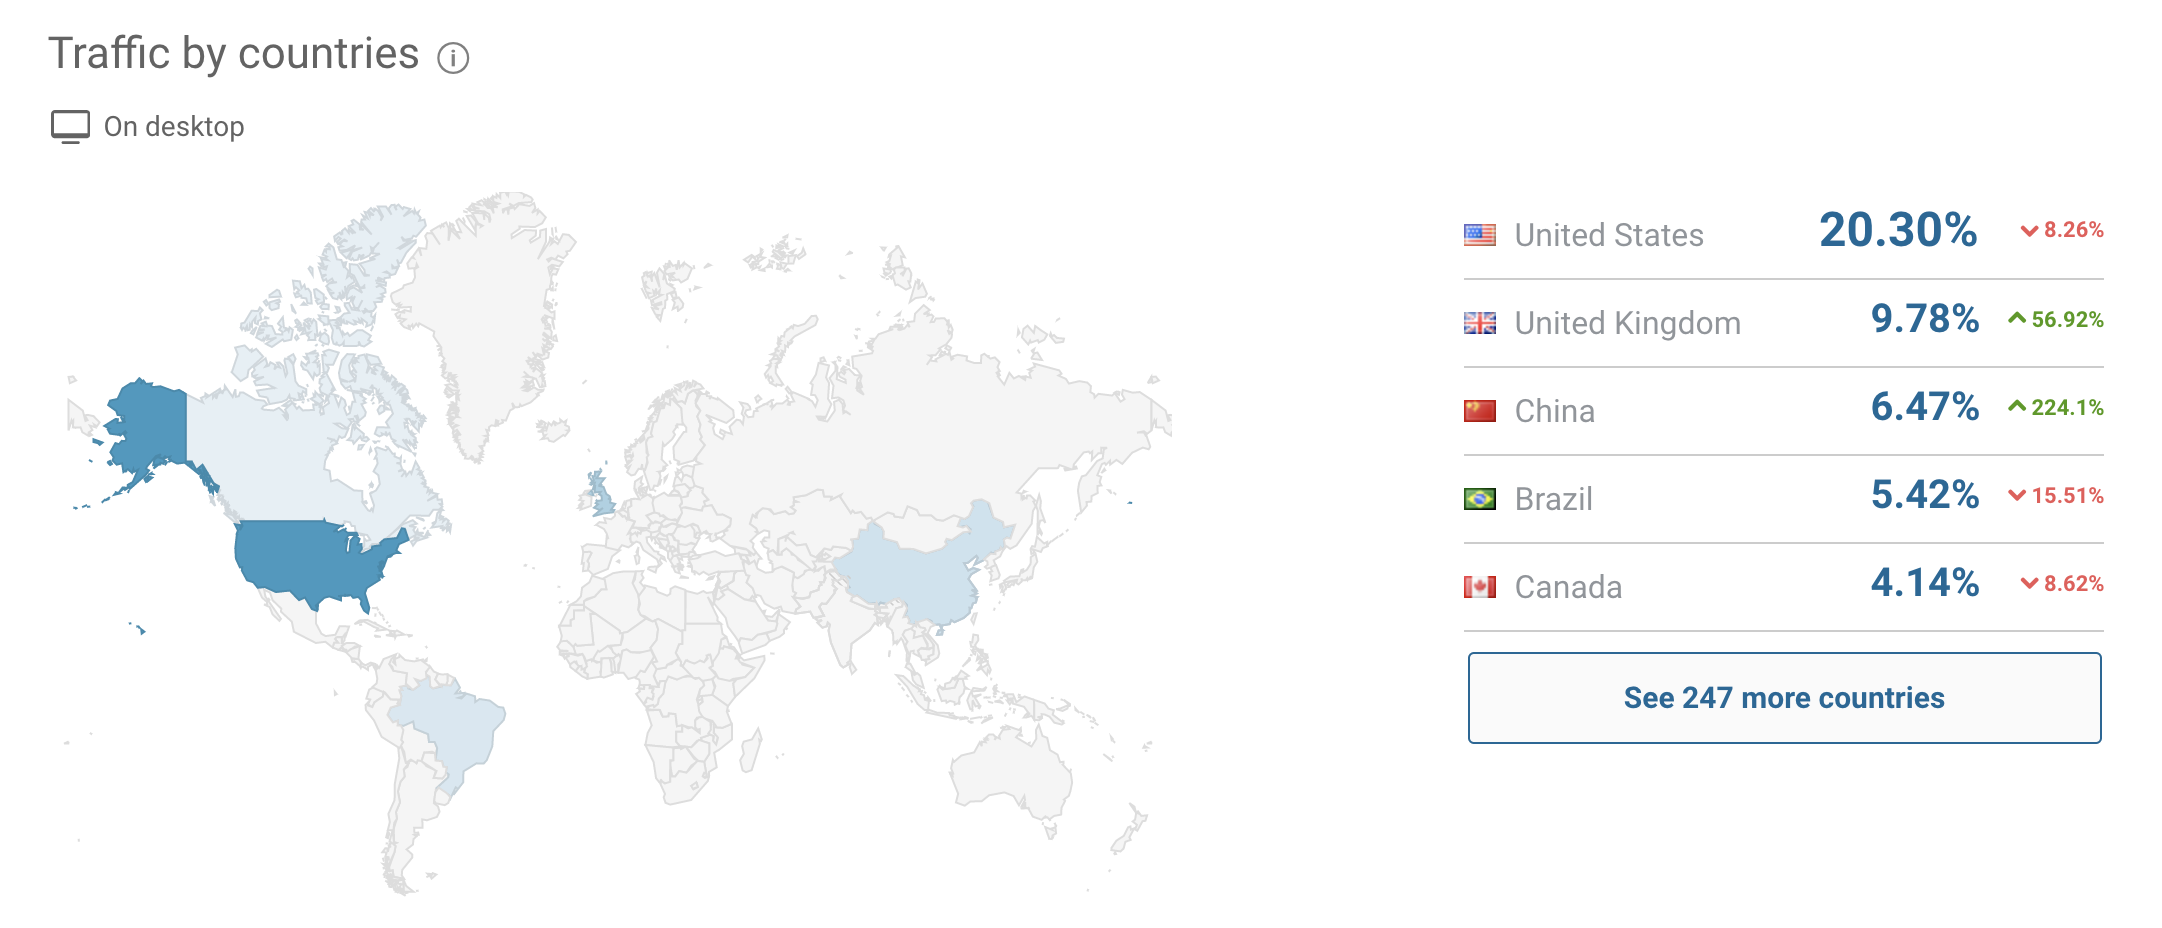 Traffic by countries
On desktop
United States 20.30% 8.26%
United Kingdom 9.78% 56.92%
China 6.47% 224.1%
Brazil 5.42% 15.51%
Canada 4.14% 8.62%
See 247 more countries